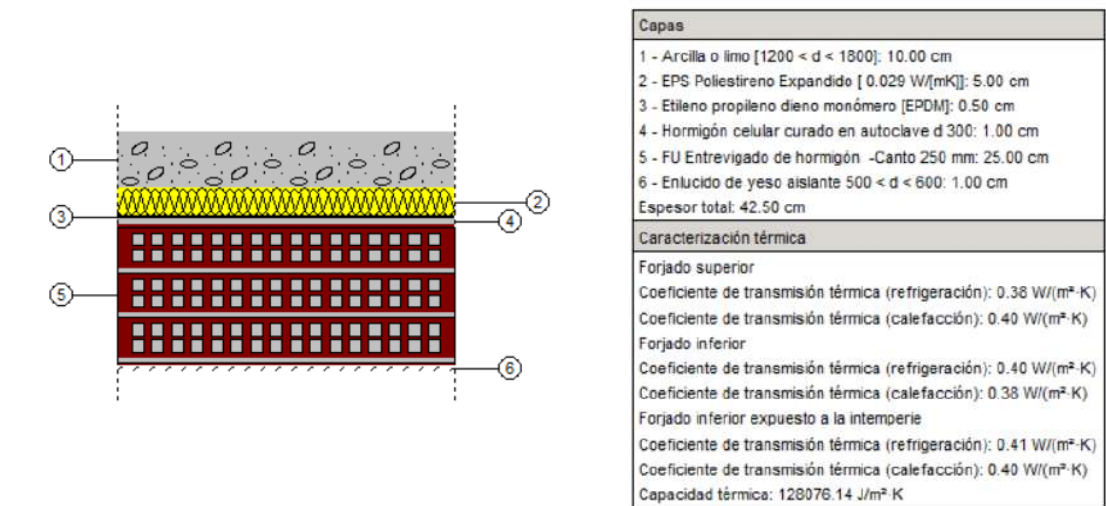 1
2
3
4
5
6
Capas
1 - Arcilla o limo [1200 < d < 1800]: 10.00 cm
2 - EPS Poliestireno Expandido [ 0.029 W/[mK]]: 5.00 cm
3 - Etileno propileno dieno monómero [EPDM]: 0.50 cm
4 - Hormigón celular curado en autoclave d 300: 1.00 cm
5 - FU Entrevigado de hormigón -Canto 250 mm: 25.00 cm
6 - Enlucido de yeso aislante 500 < d < 600: 1.00 cm
Espesor total: 42.50 cm
Caracterización térmica
Forjado superior
Coeficiente de transmisión térmica (refrigeración): 0.38 W/(m²·K)
Coeficiente de transmisión térmica (calefacción): 0.40 W/(m²·K)
Forjado inferior
Coeficiente de transmisión térmica (refrigeración): 0.40 W/(m²·K)
Coeficiente de transmisión térmica (calefacción): 0.38 W/(m²·K)
Forjado inferior expuesto a la intemperie
Coeficiente de transmisión térmica (refrigeración): 0.41 W/(m²·K)
Coeficiente de transmisión térmica (calefacción): 0.40 W/(m²·K)
Capacidad térmica: 128076.14 J/m²·K